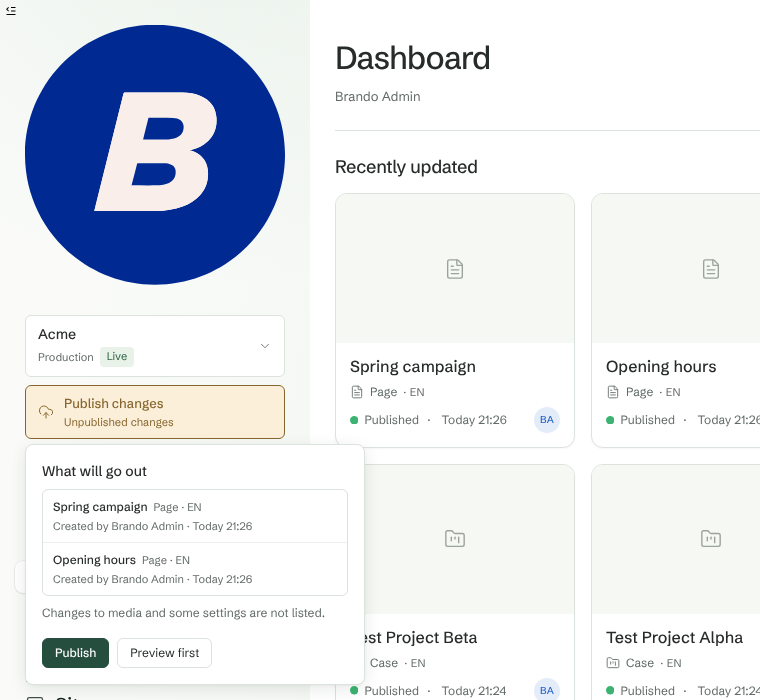 B
Dashboard
Brando Admin
Recently updated
Acme
Production Live
Publish changes
Unpublished changes
Spring campaign
Page · EN
Published · Today 21:26 BA
Opening hours
Page · EN
Published
What will go out
Spring campaign Page · EN
Created by Brando Admin · Today 21:26
Opening hours Page · EN
Created by Brando Admin · Today 21:26
Changes to media and some settings are not listed.
Publish Preview first
Project Beta
Case · EN
Published · Today 21:24 BA
Test Project Alpha
Case · EN
Published